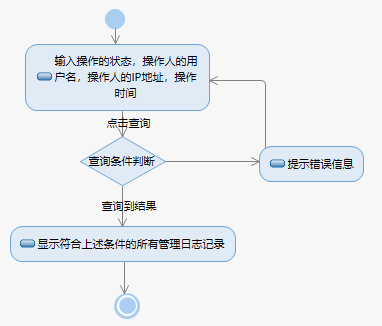 输入操作的状态，操作人的用
户名，操作人的IP地址，操作
时间
点击查询
查询条件判断
提示错误信息
查询到结果
显示符合上述条件的所有管理日志记录